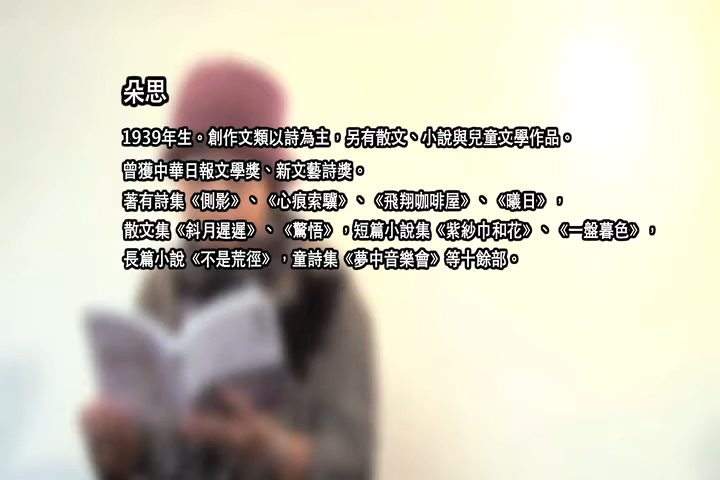 朵思
1939年生。創作文類以詩為主，另有散文、小說與兒童文學作品。
曾獲中華日報文學獎、新文藝詩獎。
著有詩集《側影》、《心痕索驥》、《飛翔咖啡屋》、《曦日》，
散文集《斜月遲遲》、《驚悟》，短篇小說集《紫紗巾和花》、《一盤暮色》，
長篇小說《不是荒徑》，童詩集《夢中音樂會》等十餘部。